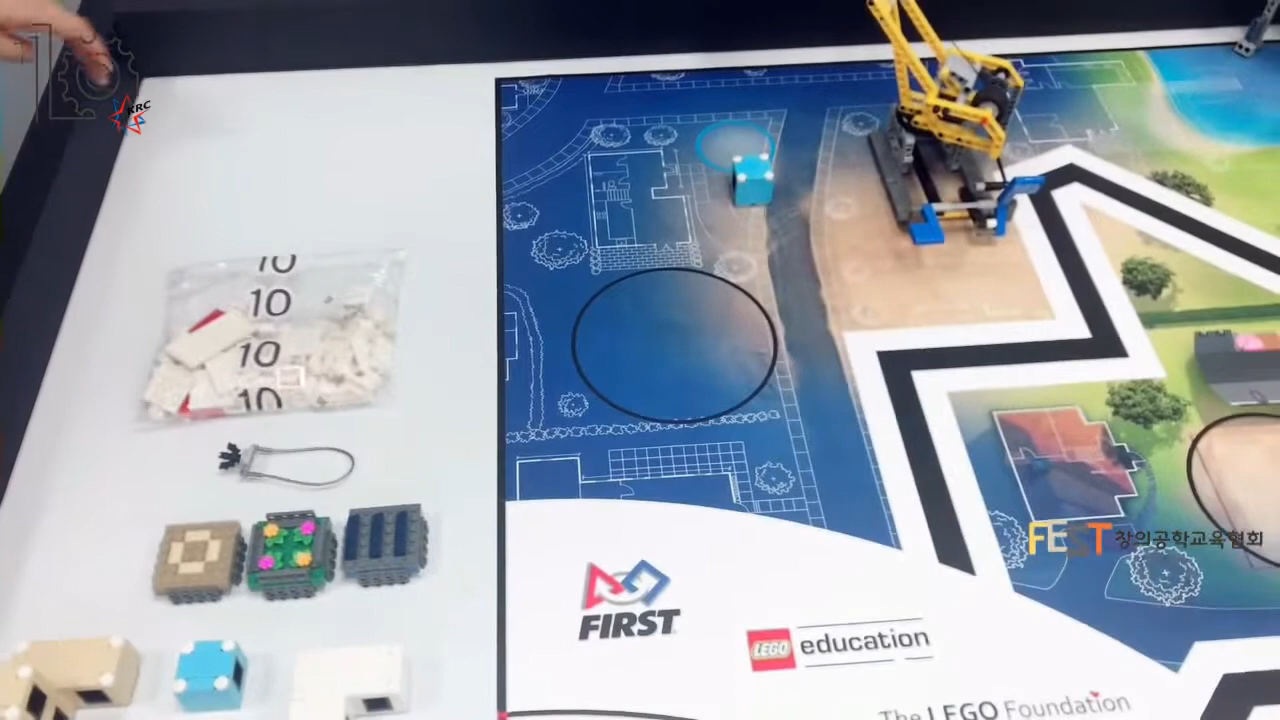 KRC
10
10
10
10
FEST 창의공학교육협회
FIRST
LEGO education
The LEGO Foundation